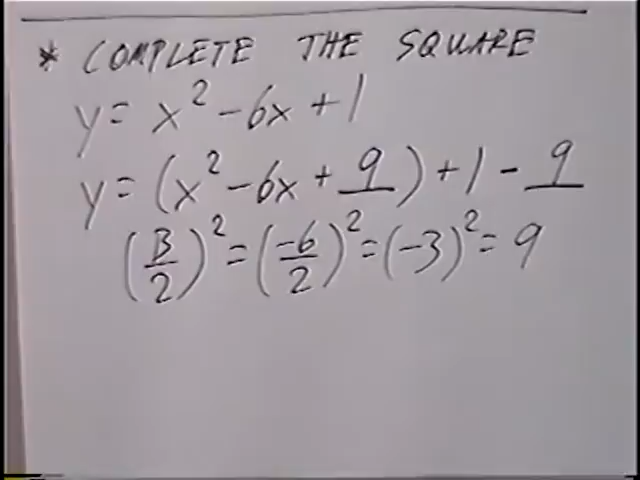 * COMPLETE THE SQUARE
y = x² - 6x + 1
y = (x² - 6x + 9) + 1 - 9
(B/2)² = (-6/2)² = (-3)² = 9